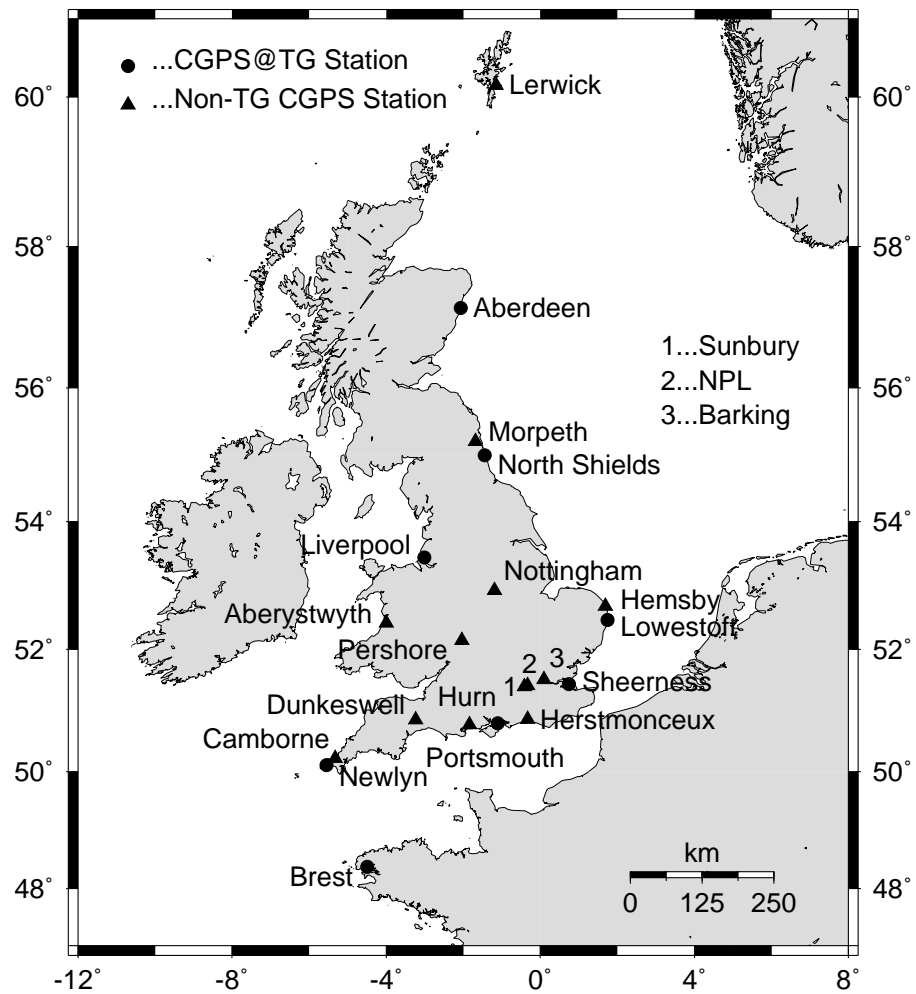 ...CGPS@TG Station
...Non-TG CGPS Station
Lerwick
60˚ 60˚
58˚ 58˚
Aberdeen
1...Sunbury
56˚ 2...NPL 56˚
3...Barking
Morpeth
North Shields
54˚ 54˚
Liverpool
Nottingham
Hemsby
Aberystwyth
Lowestoft
52˚ Pershore 52˚
2 3
1 Sheerness
Hurn
Dunkeswell
Herstmonceux
Camborne
Portsmouth
50˚ Newlyn 50˚
km
Brest
48˚ 0 125 250 48˚
-12˚ -8˚ -4˚ 0˚ 4˚ 8˚